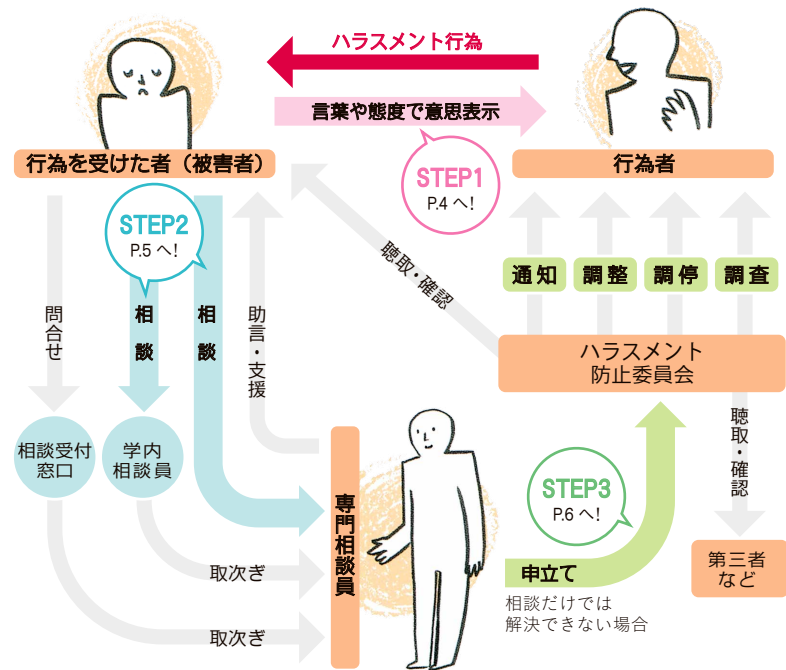 ハラスメント行為
言葉や態度で意思表示
行為を受けた者（被害者）
行為者
STEP1
P.4 へ!
STEP2
P.5 へ!
聴取・確認
通知
調整
調停
調査
問合せ
相談
相談
助言・支援
ハラスメント
防止委員会
聴取・確認
相談受付
窓口
学内
相談員
専門相談員
STEP3
P.6 へ!
取次ぎ
取次ぎ
申立て
相談だけでは
解決できない場合
第三者
など